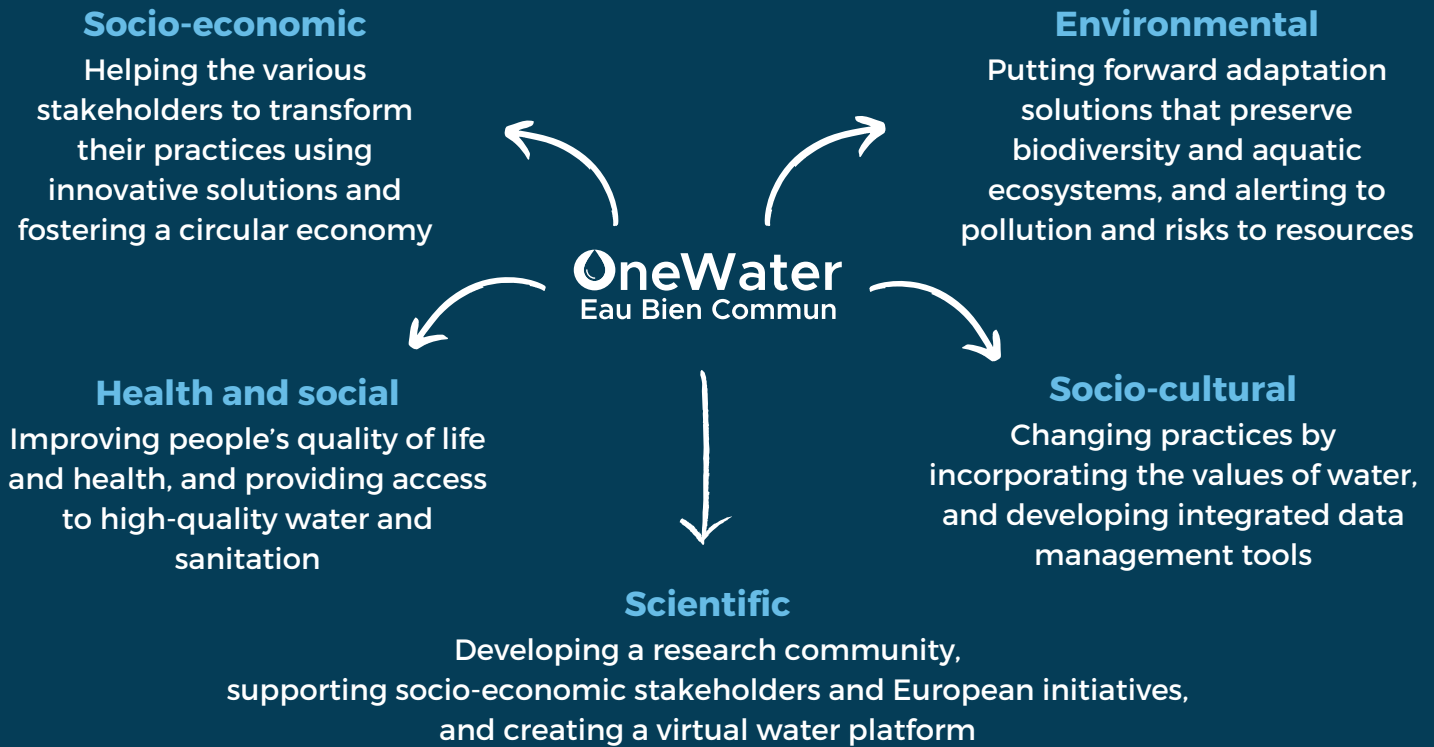 Socio-economic
Helping the various
stakeholders to transform
their practices using
innovative solutions and
fostering a circular economy
Environmental
Putting forward adaptation
solutions that preserve
biodiversity and aquatic
ecosystems, and alerting to
pollution and risks to resources
OneWater
Eau Bien Commun
Health and social
Improving people’s quality of life
and health, and providing access
to high-quality water and
sanitation
Socio-cultural
Changing practices by
incorporating the values of water,
and developing integrated data
management tools
Scientific
Developing a research community,
supporting socio-economic stakeholders and European initiatives,
and creating a virtual water platform